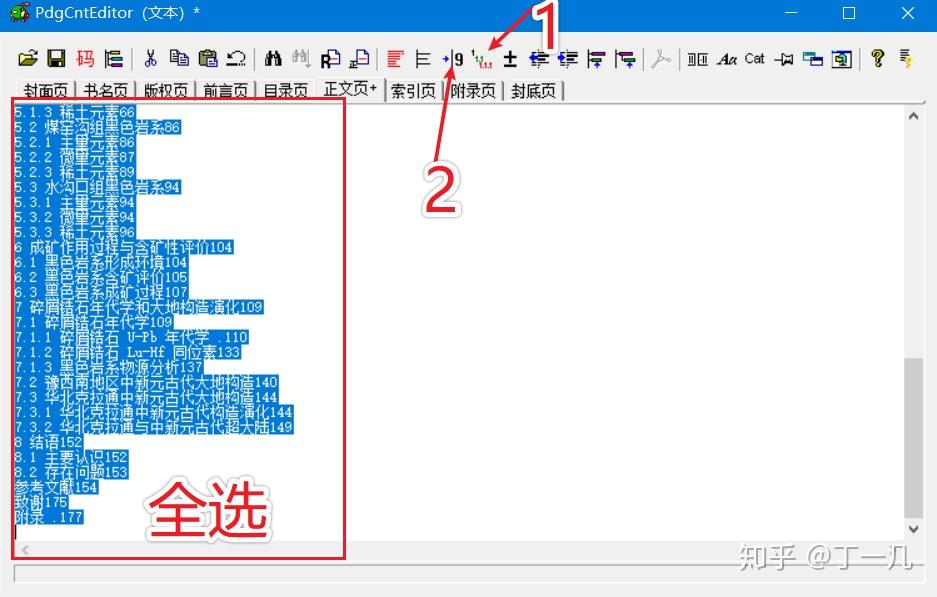 PdgCntEditor (文本) *
1
码 9 Aa Cat
封面页 书名页 版权页 前言页 目录页 正文页+ 索引页 附录页 封底页
5.1.3 稀土元素66
5.2 煤窑沟组黑色岩系86
5.2.1 主量元素86
5.2.2 微量元素87
5.2.3 稀土元素89
5.3 水沟口组黑色岩系94
5.3.1 主量元素94
5.3.2 微量元素94
5.3.3 稀土元素96
6 成矿作用过程与含矿性评价104
6.1 黑色岩系形成环境104
6.2 黑色岩系含矿评价105
6.3 黑色岩系成矿过程107
7 碎屑锆石年代学和大地构造演化109
7.1 碎屑锆石年代学109
7.1.1 碎屑锆石 U-Pb 年代学 .110
7.1.2 碎屑锆石 Lu-Hf 同位素133
7.1.3 黑色岩系物源分析137
7.2 豫西南地区中新元古代大地构造140
7.3 华北克拉通中新元古代大地构造144
7.3.1 华北克拉通中新元古代构造演化144
7.3.2 华北克拉通与中新元古代超大陆149
8 结语152
8.1 主要认识152
8.2 存在问题153
参考文献154
致谢175
附录 .177
2
全选
知乎 @丁一几